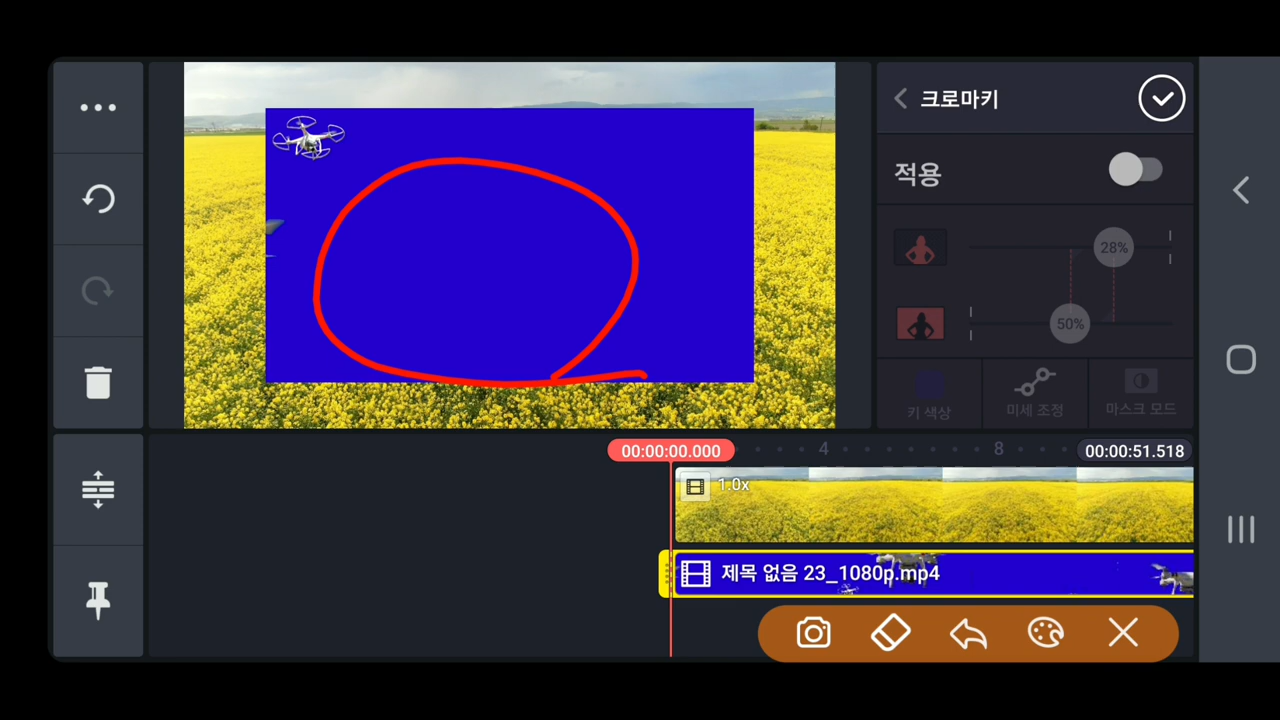 크로마키
적용
28%
50%
키 색상
미세 조정
마스크 모드
00:00:00.000
4
8
00:00:51.518
1.0x
제목 없음 23_1080p.mp4